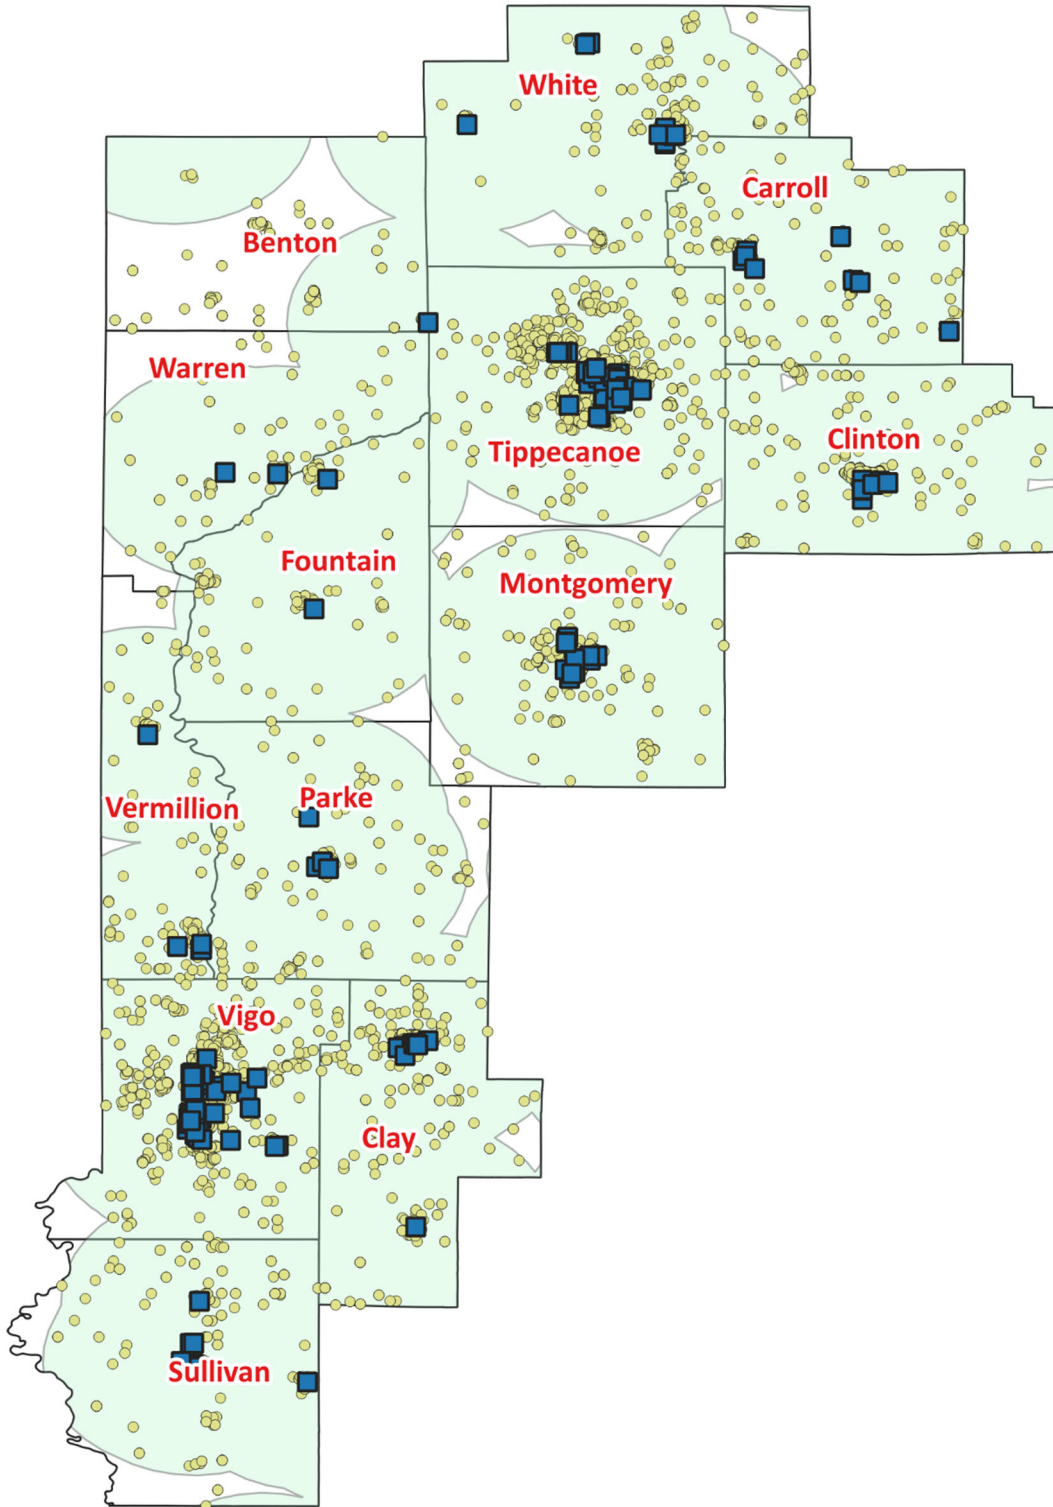 White
Carroll
Benton
Warren
Tippecanoe
Clinton
Fountain
Montgomery
Vermillion
Parke
Vigo
Clay
Sullivan